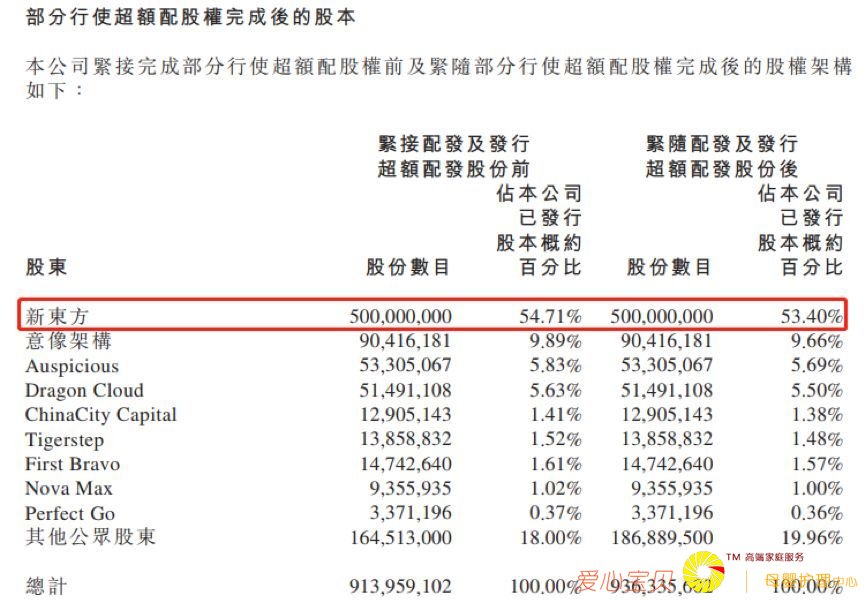 部分行使超額配股權完成後的股本
本公司緊接完成部分行使超額配股權前及緊隨部分行使超額配股權完成後的股權架構
如下：
緊接配發及發行 緊隨配發及發行
超額配發股份前 超額配發股份後
佔本公司 佔本公司
已發行 已發行
股本概約 股本概約
股東 股份數目 百分比 股份數目 百分比
新東方 500,000,000 54.71% 500,000,000 53.40%
意像架構 90,416,181 9.89% 90,416,181 9.66%
Auspicious 53,305,067 5.83% 53,305,067 5.69%
Dragon Cloud 51,491,108 5.63% 51,491,108 5.50%
ChinaCity Capital 12,905,143 1.41% 12,905,143 1.38%
Tigerstep 13,858,832 1.52% 13,858,832 1.48%
First Bravo 14,742,640 1.61% 14,742,640 1.57%
Nova Max 9,355,935 1.02% 9,355,935 1.00%
Perfect Go 3,371,196 0.37% 3,371,196 0.36%
其他公眾股東 164,513,000 18.00% 186,889,500 19.96%
總計 913,959,102 100.00% 936,335,602 100.00%
爱心宝贝 TM 高端家庭服务
母婴护理中心